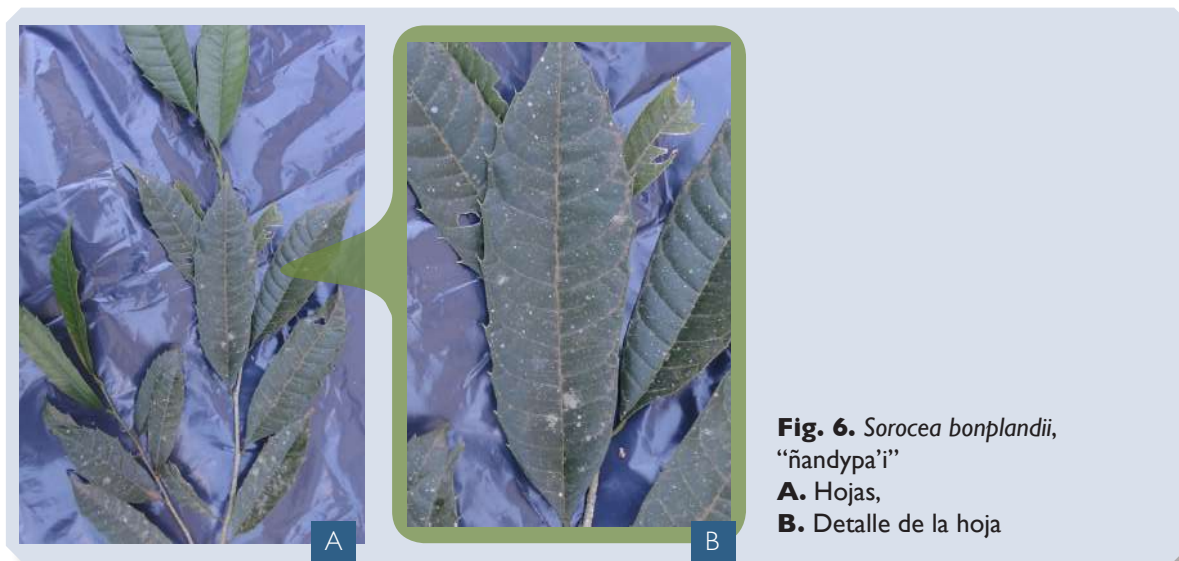 A
B
Fig. 6. Sorocea bonplandii,
“ñandypa'i”
A. Hojas,
B. Detalle de la hoja